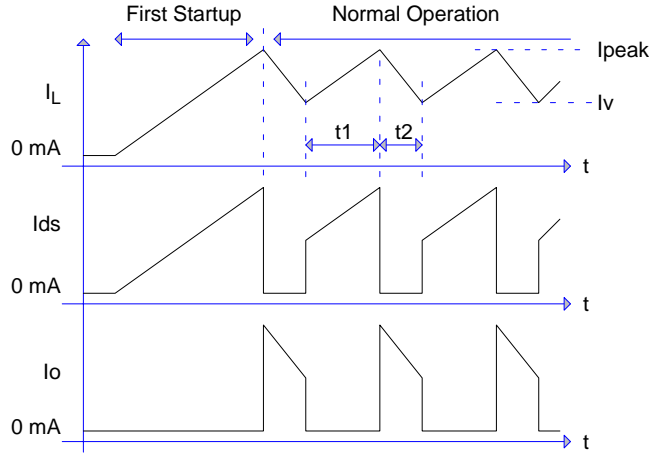 First Startup
Normal Operation
Ipeak
IL
Iv
t1
t2
0 mA
t
Ids
0 mA
t
Io
0 mA
t